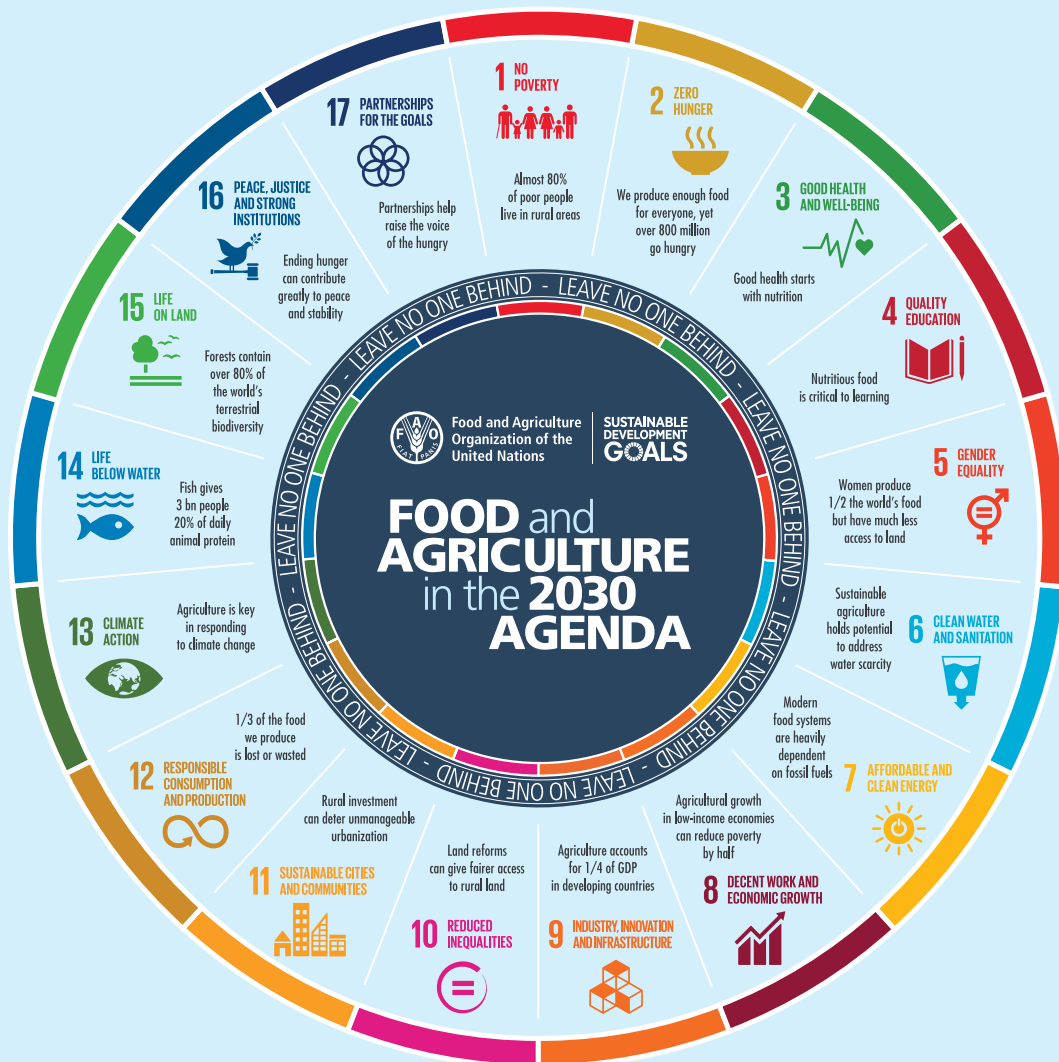 1 NO
POVERTY
Almost 80%
of poor people
live in rural areas
2 ZERO
HUNGER
We produce enough food
for everyone, yet
over 800 million
go hungry
3 GOOD HEALTH
AND WELL-BEING
Good health starts
with nutrition
4 QUALITY
EDUCATION
Nutritious food
is critical to learning
5 GENDER
EQUALITY
Women produce
1/2 the world's food
but have much less
access to land
6 CLEAN WATER
AND SANITATION
Sustainable
agriculture
holds potential
to address
water scarcity
7 AFFORDABLE AND
CLEAN ENERGY
Modern
food systems
are heavily
dependent
on fossil fuels
8 DECENT WORK AND
ECONOMIC GROWTH
Agricultural growth
in low-income economies
can reduce poverty
by half
9 INDUSTRY, INNOVATION
AND INFRASTRUCTURE
Agriculture accounts
for 1/4 of GDP
in developing countries
10 REDUCED
INEQUALITIES
Land reforms
can give fairer access
to rural land
11 SUSTAINABLE CITIES
AND COMMUNITIES
Rural investment
can deter unmanageable
urbanization
12 RESPONSIBLE
CONSUMPTION
AND PRODUCTION
1/3 of the food
we produce
is lost or wasted
13 CLIMATE
ACTION
Agriculture is key
in responding
to climate change
14 LIFE
BELOW WATER
Fish gives
3 bn people
20% of daily
animal protein
15 LIFE
ON LAND
Forests contain
over 80% of
the world's
terrestrial
biodiversity
16 PEACE, JUSTICE
AND STRONG
INSTITUTIONS
Ending hunger
can contribute
greatly to peace
and stability
17 PARTNERSHIPS
FOR THE GOALS
Partnerships help
raise the voice
of the hungry
LEAVE NO ONE BEHIND - LEAVE NO ONE BEHIND - LEAVE NO ONE BEHIND - LEAVE NO ONE BEHIND - LEAVE NO ONE BEHIND - LEAVE NO ONE BEHIND - LEAVE NO ONE BEHIND - LEAVE NO ONE BEHIND -
F A O
FIAT PANIS
Food and Agriculture
Organization of the
United Nations
SUSTAINABLE
DEVELOPMENT
GOALS
FOOD and
AGRICULTURE
in the 2030
AGENDA